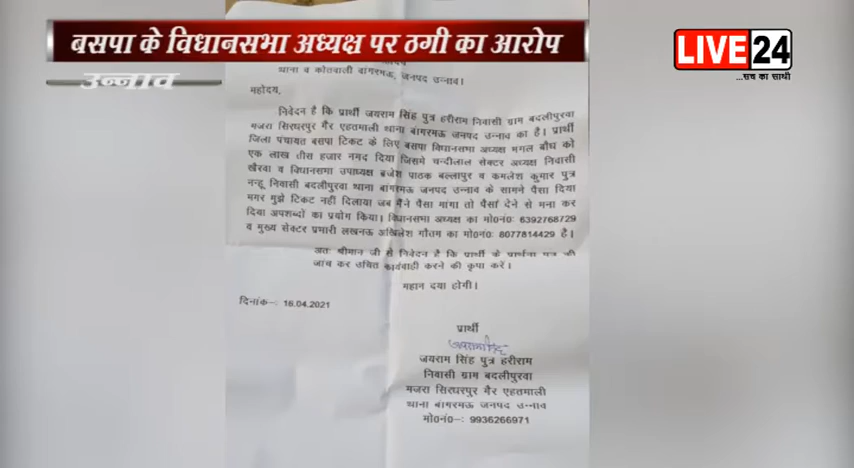 बसपा के विधानसभा अध्यक्ष पर ठगी का आरोप
LIVE 24
...सच का साथी
उन्नाव
थाना व कोतवाली बांगरमऊ, जनपद उन्नाव।
महोदय,
निवेदन है कि प्रार्थी जयराम सिंह पुत्र हरीराम निवासी ग्राम बदलीपुरवा
मजरा सिरधरपुर गैर एहतमाली थाना बांगरमऊ जनपद उन्नाव का है। प्रार्थी
जिला पंचायत बसपा टिकट के लिए बसपा विधानसभा अध्यक्ष मंगल बौध को
एक लाख तीस हजार नगद दिया जिसमे चन्दीलाल सेक्टर अध्यक्ष निवासी
खैरवा व विधानसभा उपाध्यक्ष ब्रजेश पाठक बल्लापुर व कमलेश कुमार पुत्र
नन्हू निवासी बदलीपुरवा थाना बांगरमऊ जनपद उन्नाव के सामने पैसा दिया
मगर मुझे टिकट नहीं दिलाया जब मैंने पैसा मांगा तो पैसा देने से मना कर
दिया अपशब्दों का प्रयोग किया। विधानसभा अध्यक्ष का मो0नं0: 6392768729
व मुख्य सेक्टर प्रभारी लखनऊ अखिलेश गौतम का मो0नं0: 8077814429 है।
अतः श्रीमान जी से निवेदन है कि प्रार्थी के प्रार्थना पत्र की
जांच कर उचित कार्यवाही करने की कृपा करें।
महान दया होगी।
दिनांक-: 16.04.2021
प्रार्थी
जयराम सिंह पुत्र हरीराम
निवासी ग्राम बदलीपुरवा
मजरा सिरधरपुर गैर एहतमाली
थाना बांगरमऊ जनपद उन्नाव
मो0नं0-: 9936266971